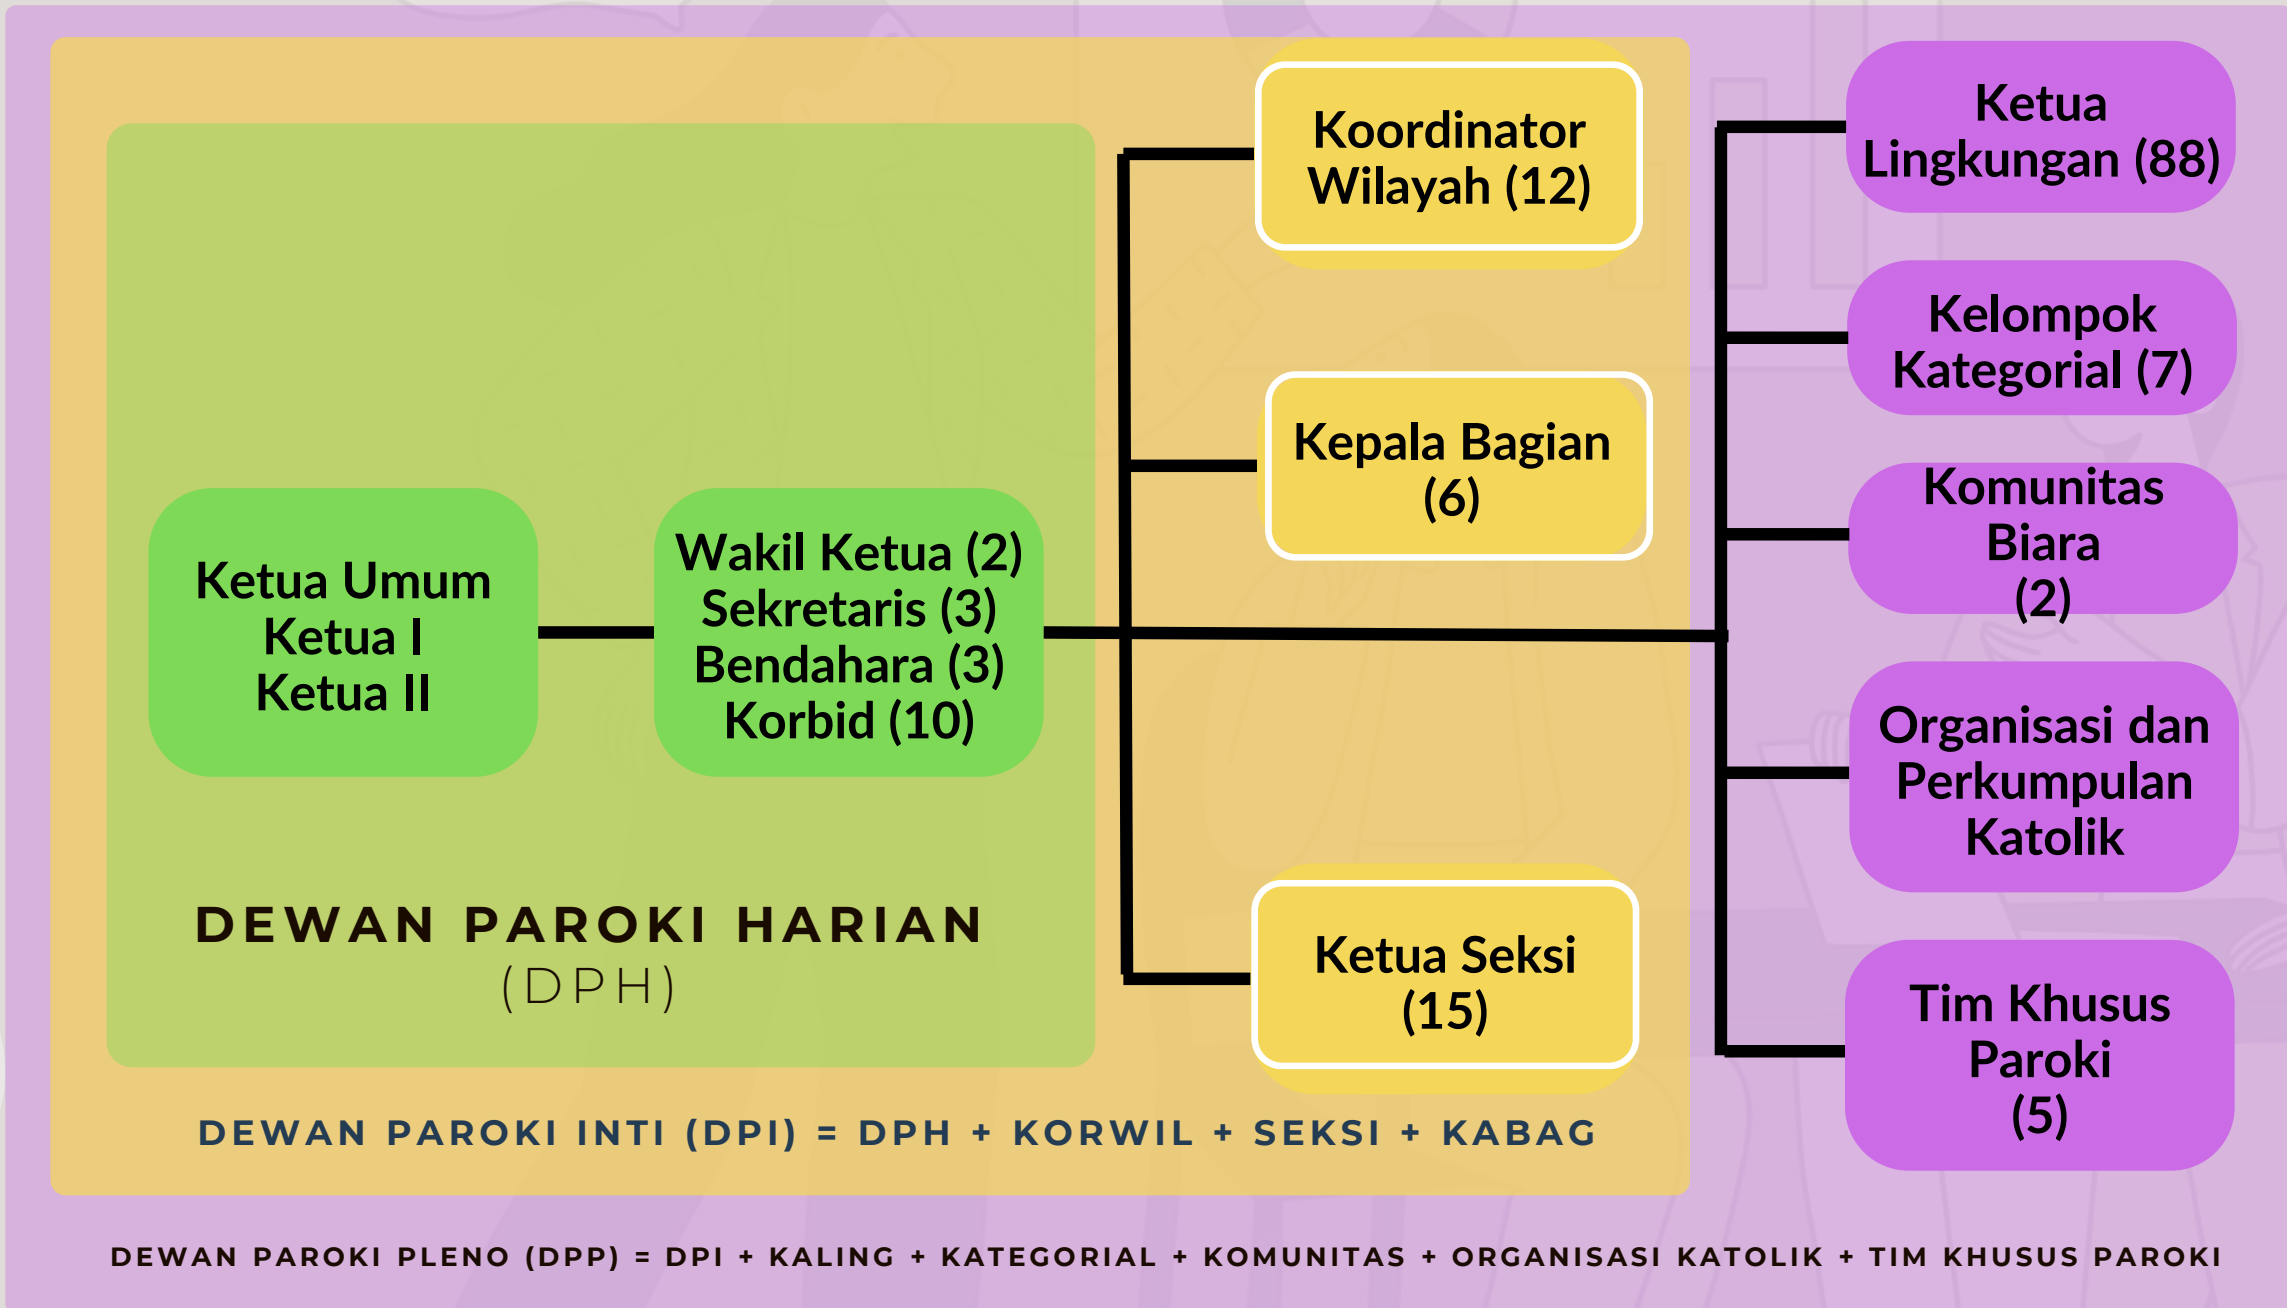 Ketua Umum
Ketua I
Ketua II
Wakil Ketua (2)
Sekretaris (3)
Bendahara (3)
Korbid (10)
DEWAN PAROKI HARIAN
(DPH)
Koordinator
Wilayah (12)
Kepala Bagian
(6)
Ketua Seksi
(15)
DEWAN PAROKI INTI (DPI) = DPH + KORWIL + SEKSI + KABAG
Ketua
Lingkungan (88)
Kelompok
Kategorial (7)
Komunitas
Biara
(2)
Organisasi dan
Perkumpulan
Katolik
Tim Khusus
Paroki
(5)
DEWAN PAROKI PLENO (DPP) = DPI + KALING + KATEGORIAL + KOMUNITAS + ORGANISASI KATOLIK + TIM KHUSUS PAROKI